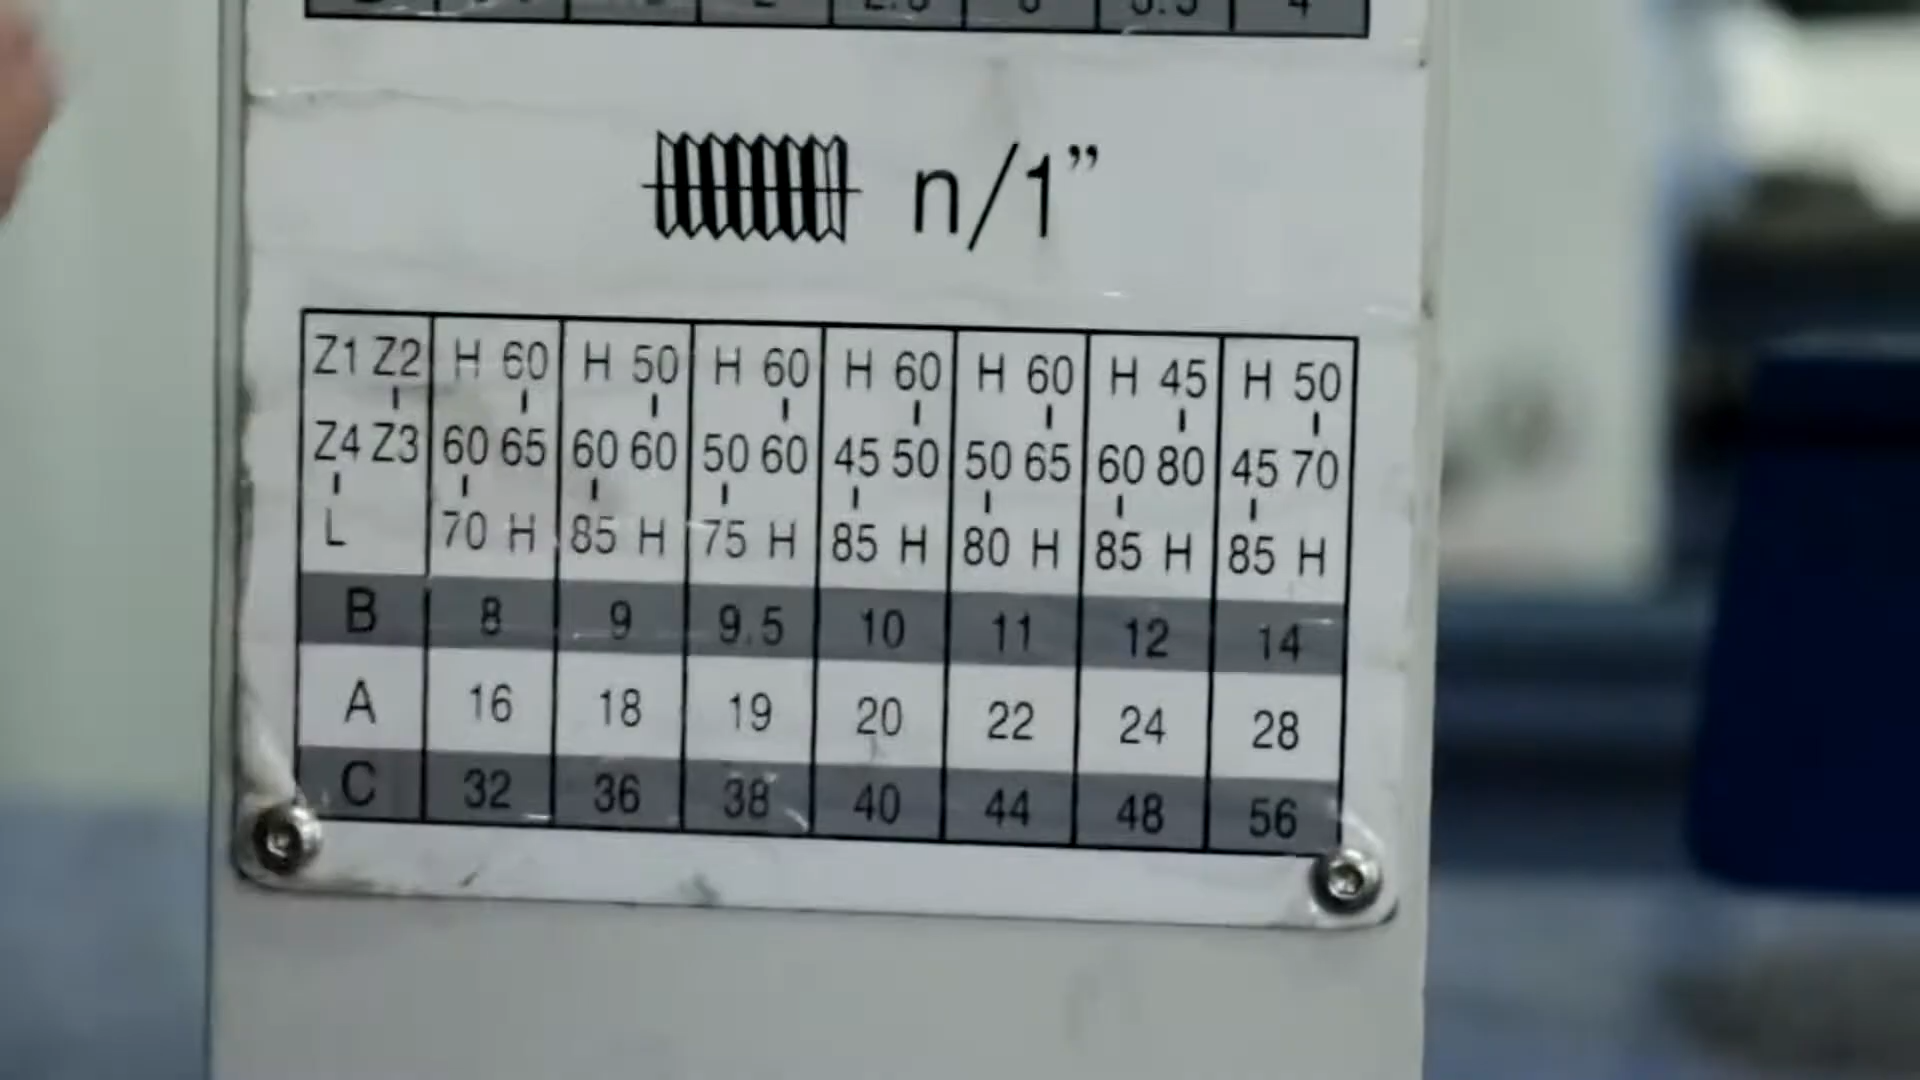 n/1”
Z1 Z2 H 60 H 50 H 60 H 60 H 60 H 45 H 50
Z4 Z3 60 65 60 60 50 60 45 50 50 65 60 80 45 70
L 70 H 85 H 75 H 85 H 80 H 85 H 85 H
B 8 9 9.5 10 11 12 14
A 16 18 19 20 22 24 28
C 32 36 38 40 44 48 56